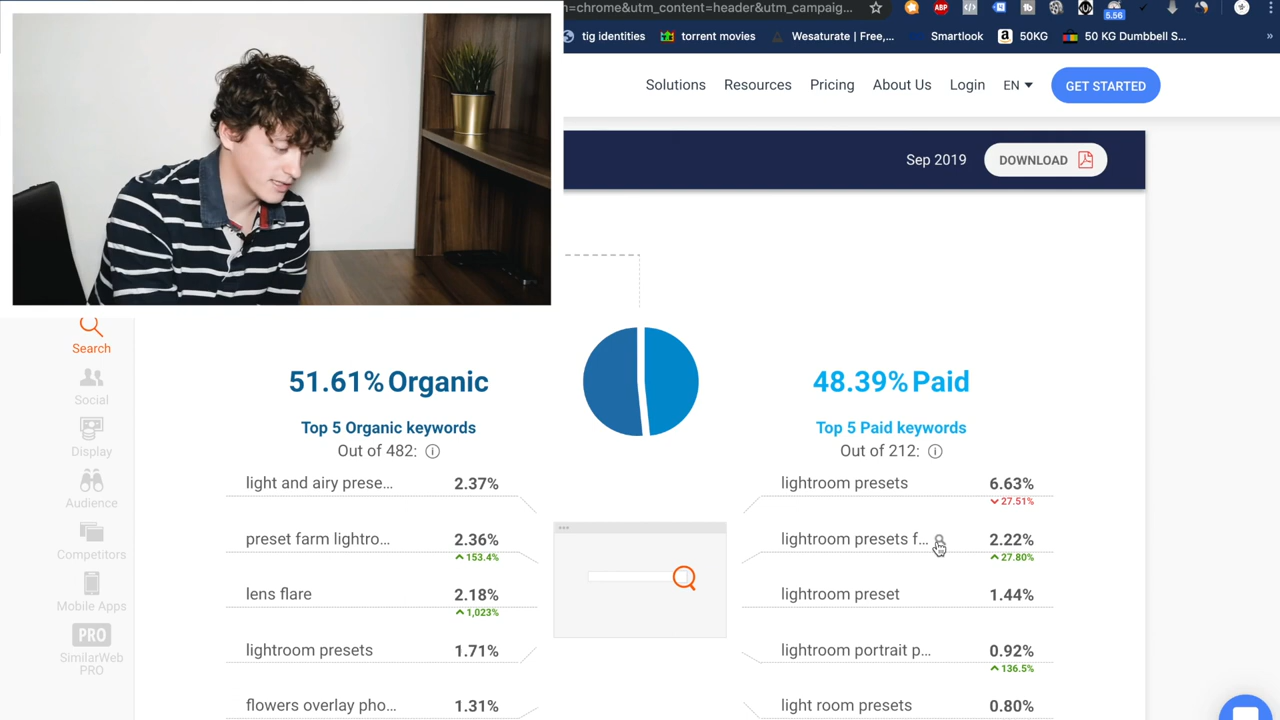 =chrome&utm_content=header&utm_campaig...
ABP
5.56
tig identities
torrent movies
Wesaturate | Free,...
Smartlook
50KG
50 KG Dumbbell S...
»
Solutions
Resources
Pricing
About Us
Login
EN
GET STARTED
Sep 2019
DOWNLOAD
Search
Social
Display
Audience
Competitors
Mobile Apps
PRO
SimilarWeb
PRO
51.61% Organic
Top 5 Organic keywords
Out of 482:
light and airy prese... 2.37%
preset farm lightro... 2.36%
153.4%
lens flare 2.18%
1,023%
lightroom presets 1.71%
flowers overlay pho... 1.31%
48.39% Paid
Top 5 Paid keywords
Out of 212:
lightroom presets 6.63%
27.51%
lightroom presets f... 2.22%
27.80%
lightroom preset 1.44%
lightroom portrait p... 0.92%
136.5%
light room presets 0.80%